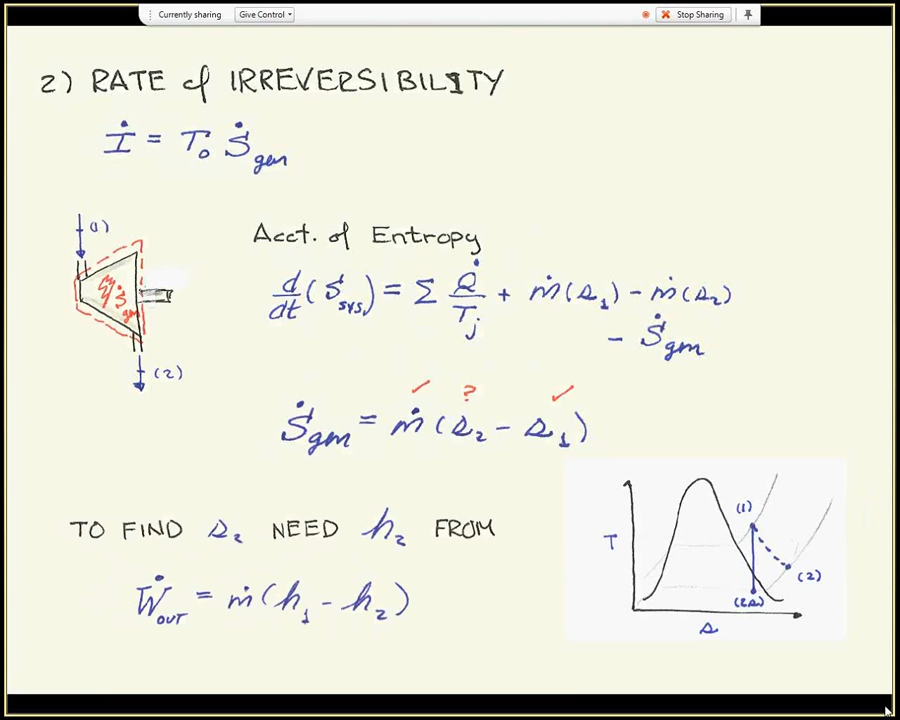 Currently sharing Give Control Stop Sharing
2) RATE of IRREVERSIBILITY
İ = T₀ Ṡgen
(1)
Ṡgen
(2)
Acct. of Entropy
d/dt (Ssys) = Σ Q̇/Tj + ṁ(s₁) - ṁ(s₂)
- Ṡgen
✓ ? ✓
Ṡgen = ṁ(s₂ - s₁)
TO FIND s₂ NEED h₂ FROM
ẆOUT = ṁ(h₁ - h₂)
T
(1)
(2)
(2s)
s